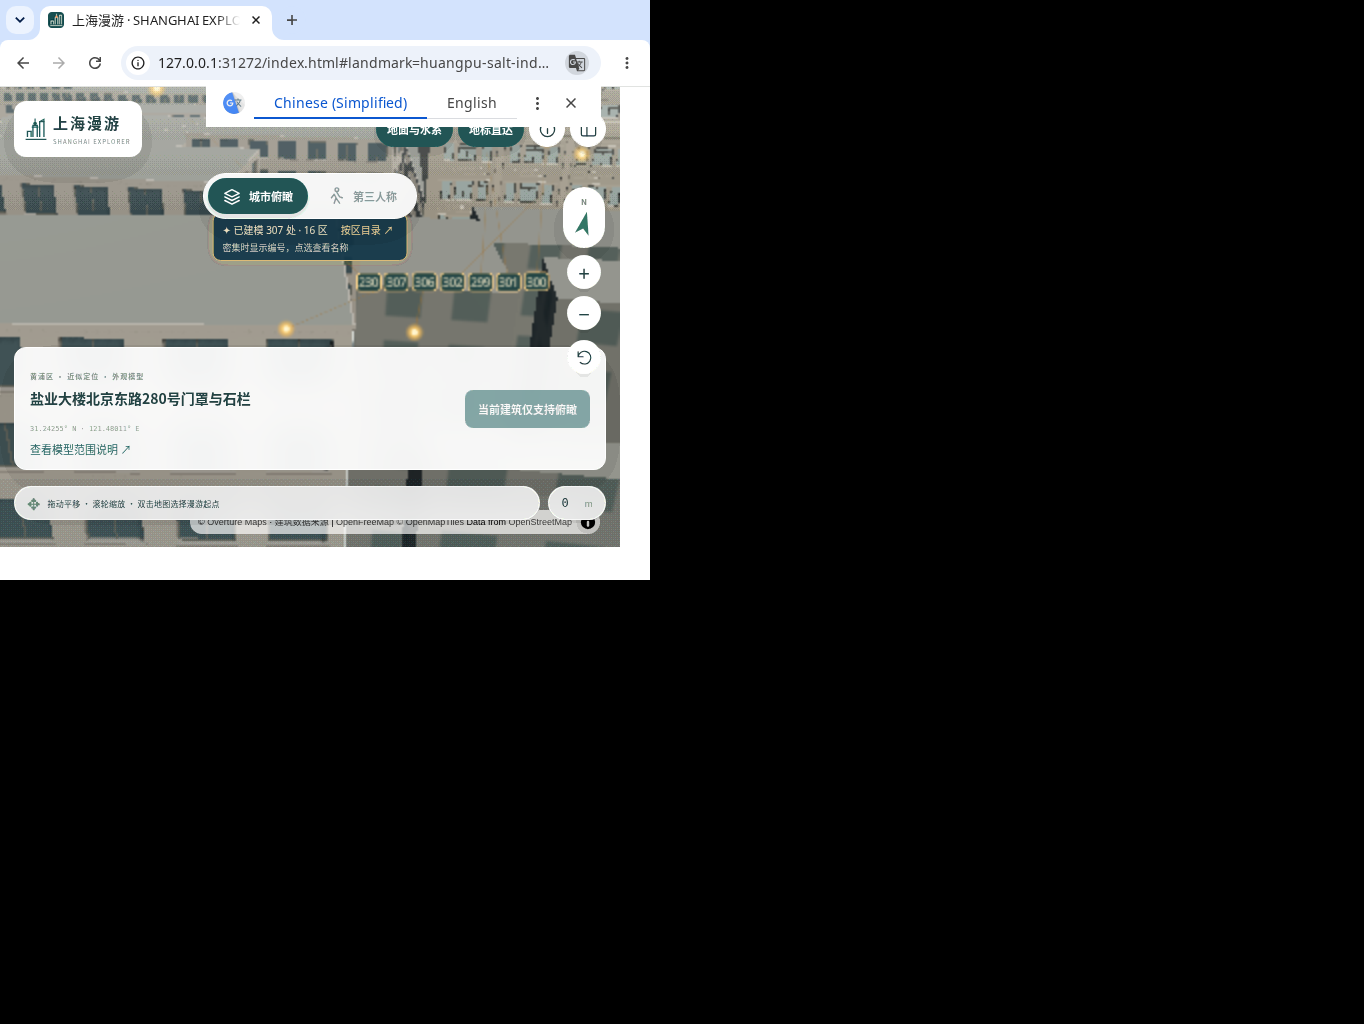 上海漫游 · SHANGHAI EXPLO
127.0.0.1:31272/index.html#landmark=huangpu-salt-ind...
Chinese (Simplified)
English
上海漫游
SHANGHAI EXPLORER
地面与水系
地标直达
城市俯瞰
第三人称
N
✦ 已建模 307 处 · 16 区
按区目录 ↗
密集时显示编号，点选查看名称
230 307 306 302 299 301 300
+
−
黄浦区 · 近似定位 · 外观模型
盐业大楼北京东路280号门罩与石栏
当前建筑仅支持俯瞰
31.24255° N · 121.48011° E
查看模型范围说明 ↗
拖动平移 · 滚轮缩放 · 双击地图选择漫游起点
0 m
© Overture Maps · 建筑数据来源 | OpenFreeMap © OpenMapTiles Data from OpenStreetMap